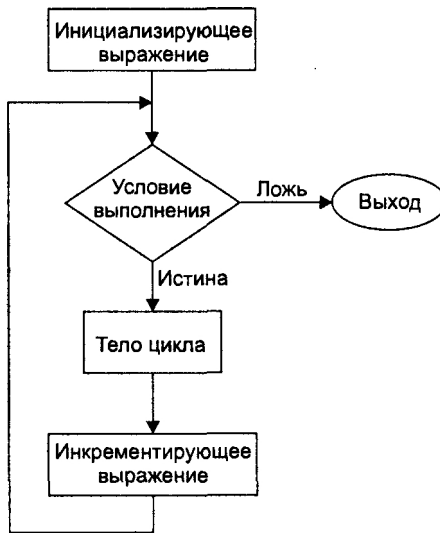 Инициализирующее
выражение
Условие
выполнения
Ложь
Выход
Истина
Тело цикла
Инкрементирующее
выражение